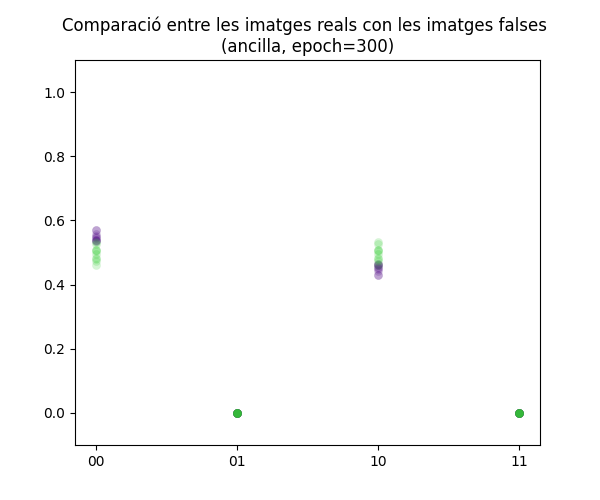 Comparació entre les imatges reals con les imatges falses
(ancilla, epoch=300)
1.0
0.8
0.6
0.4
0.2
0.0
00 01 10 11